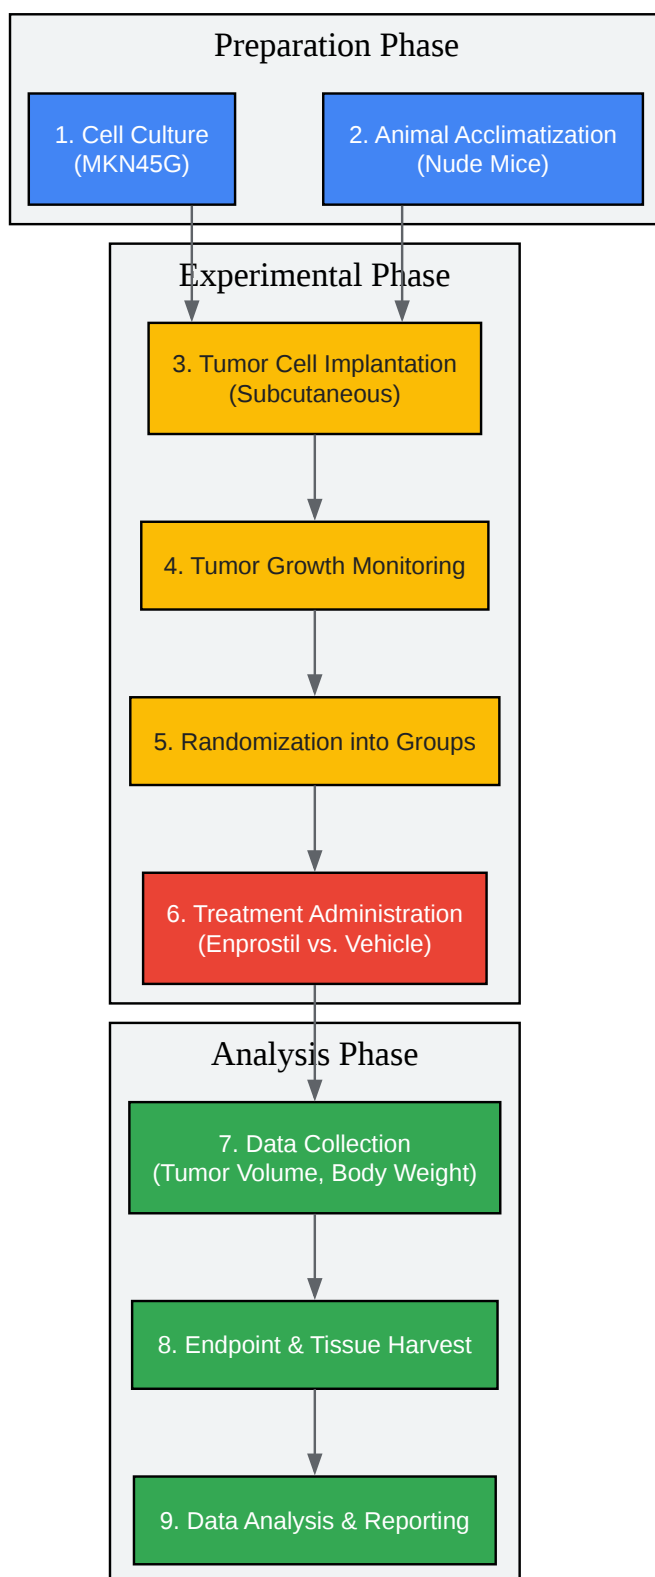 Preparation Phase
1. Cell Culture
(MKN45G)
2. Animal Acclimatization
(Nude Mice)
Experimental Phase
3. Tumor Cell Implantation
(Subcutaneous)
4. Tumor Growth Monitoring
5. Randomization into Groups
6. Treatment Administration
(Enprostil vs. Vehicle)
Analysis Phase
7. Data Collection
(Tumor Volume, Body Weight)
8. Endpoint & Tissue Harvest
9. Data Analysis & Reporting